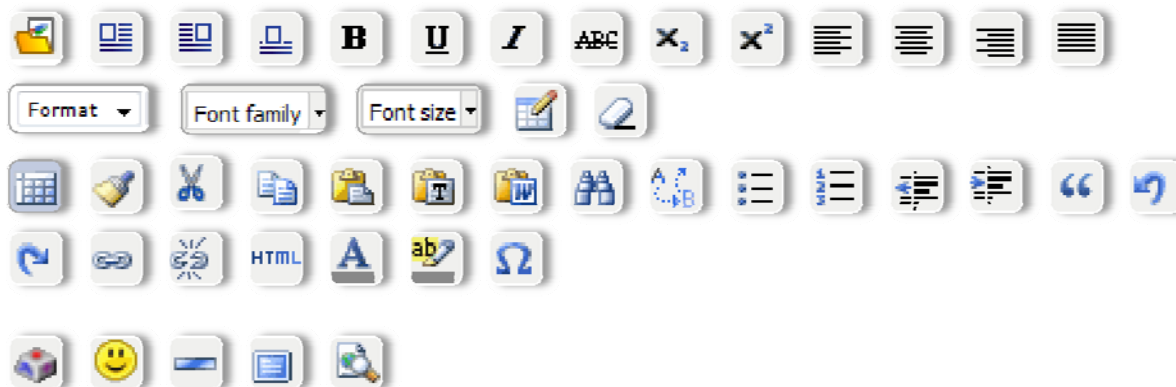 B U I ABC x₂ x²
Format Font family Font size
T W A B
HTML A ab Ω